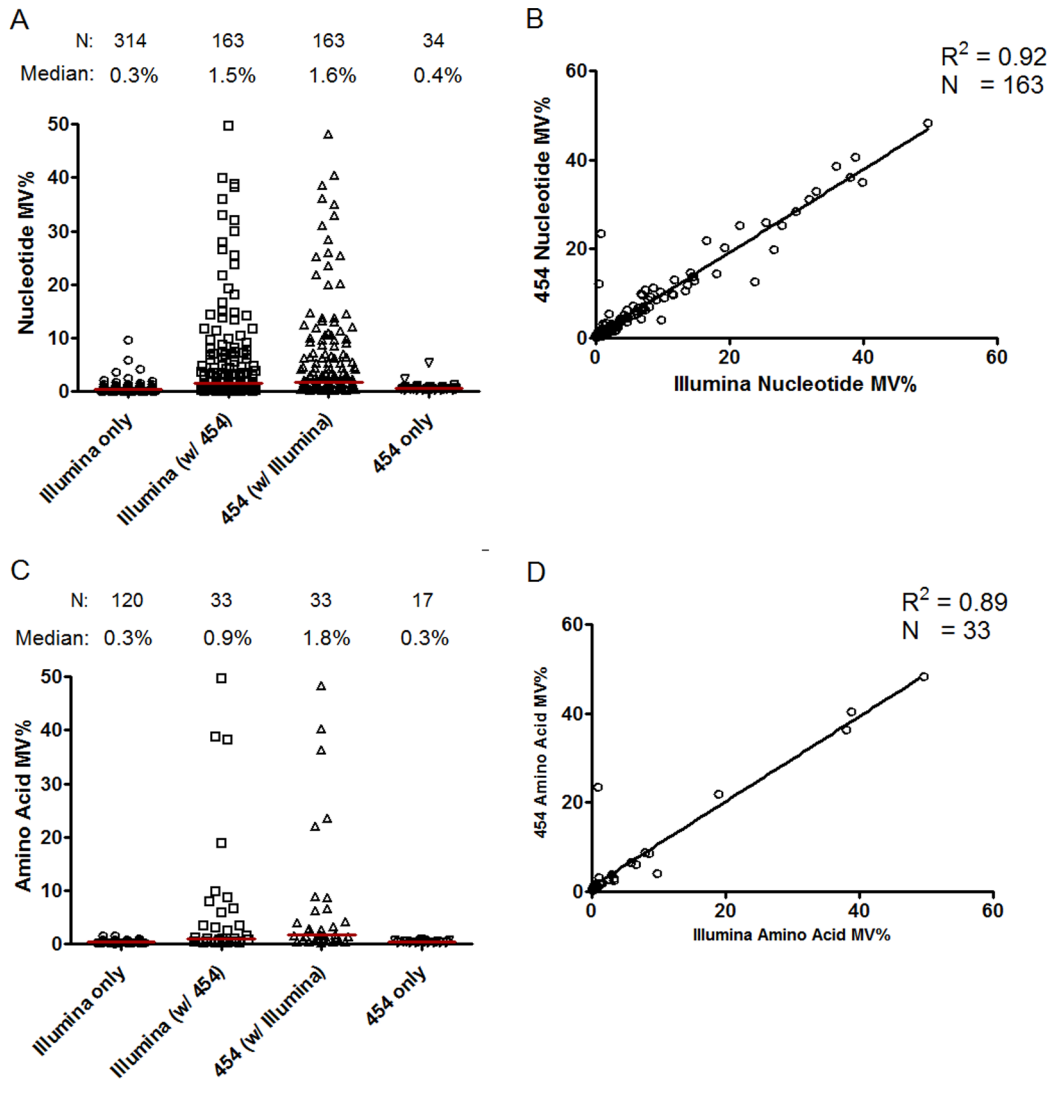 A
N: 314 163 163 34
Median: 0.3% 1.5% 1.6% 0.4%
Nucleotide MV%
50
40
30
20
10
0
Illumina only
Illumina (w/ 454)
454 (w/ Illumina)
454 only
B
R2 = 0.92
N = 163
454 Nucleotide MV%
60
40
20
0
0 20 40 60
Illumina Nucleotide MV%
C
N: 120 33 33 17
Median: 0.3% 0.9% 1.8% 0.3%
Amino Acid MV%
50
40
30
20
10
0
Illumina only
Illumina (w/ 454)
454 (w/ Illumina)
454 only
D
R2 = 0.89
N = 33
454 Amino Acid MV%
60
40
20
0
0 20 40 60
Illumina Amino Acid MV%